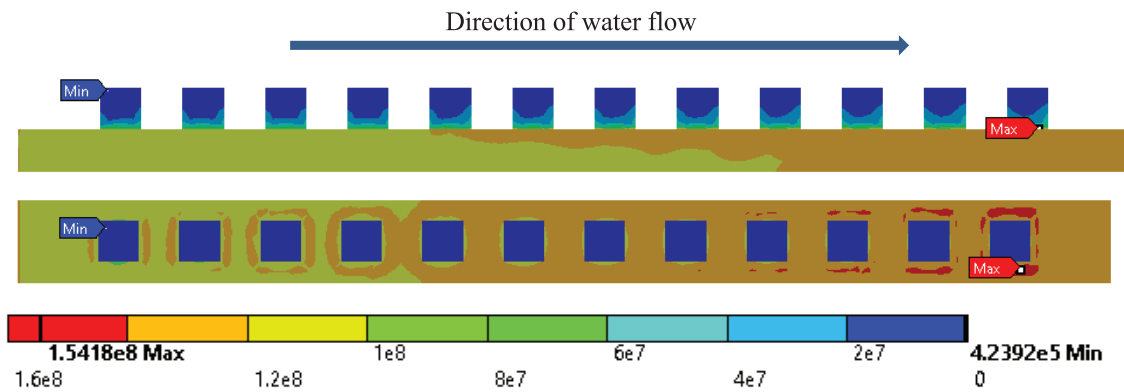 Direction of water flow
Min
Max
Min
Max
1.5418e8 Max 1e8 6e7 2e7 4.2392e5 Min
1.6e8 1.2e8 8e7 4e7 0